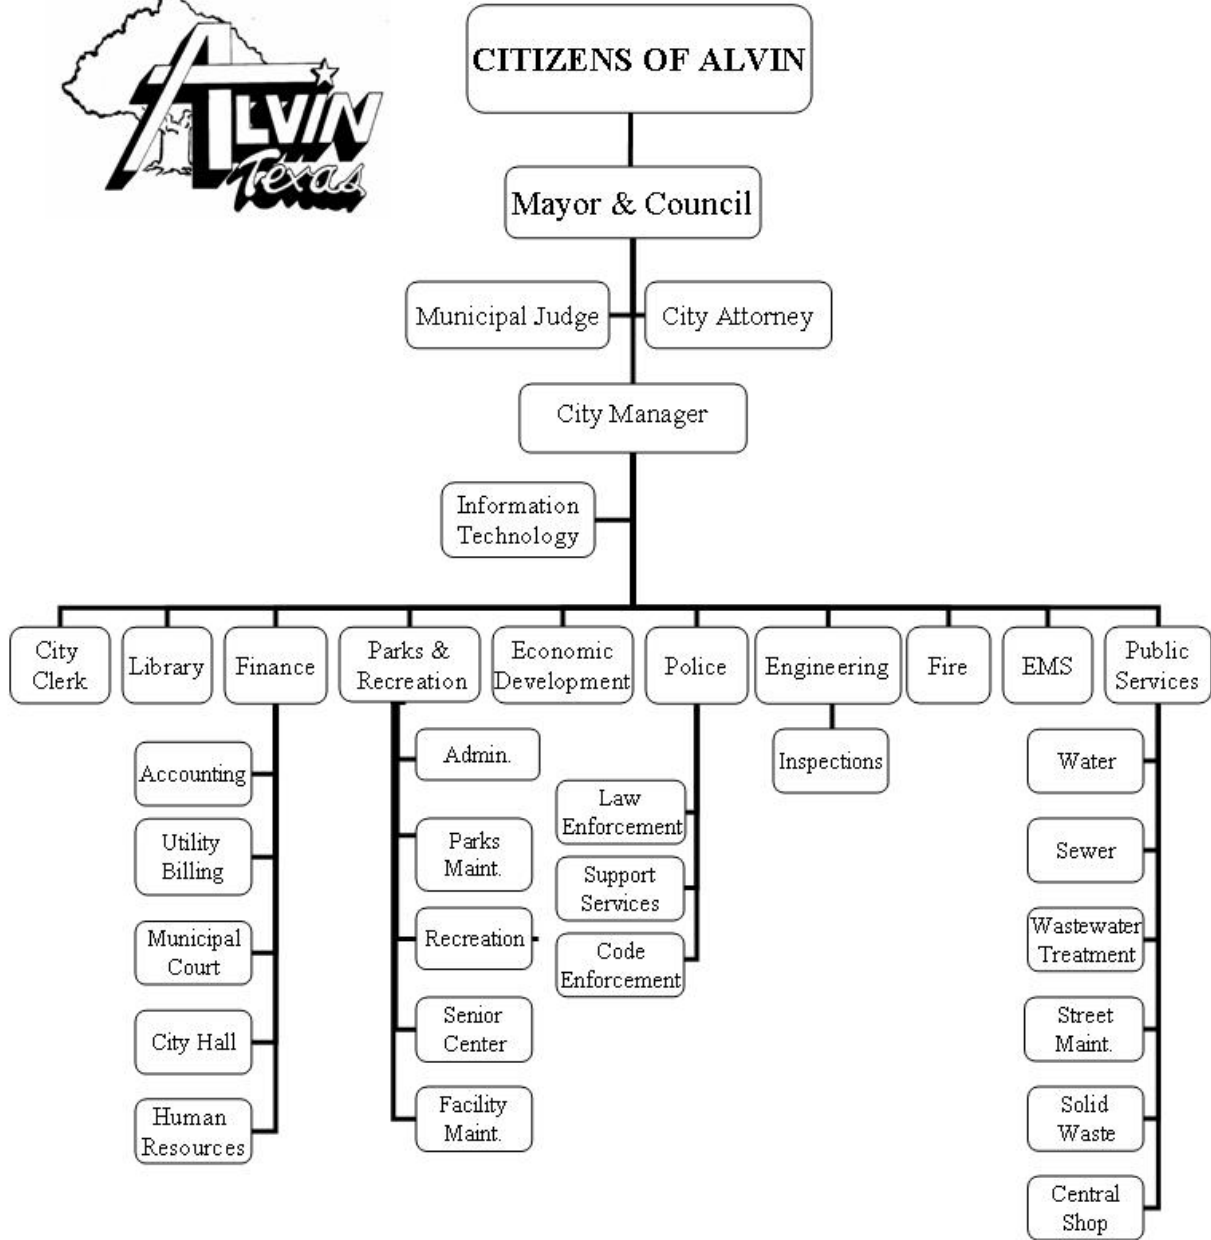 ALVIN
Texas
CITIZENS OF ALVIN
Mayor & Council
Municipal Judge
City Attorney
City Manager
Information
Technology
City
Clerk
Library
Finance
Parks &
Recreation
Economic
Development
Police
Engineering
Fire
EMS
Public
Services
Accounting
Utility
Billing
Municipal
Court
City Hall
Human
Resources
Admin.
Parks
Maint.
Recreation
Senior
Center
Facility
Maint.
Law
Enforcement
Support
Services
Code
Enforcement
Inspections
Water
Sewer
Wastewater
Treatment
Street
Maint.
Solid
Waste
Central
Shop